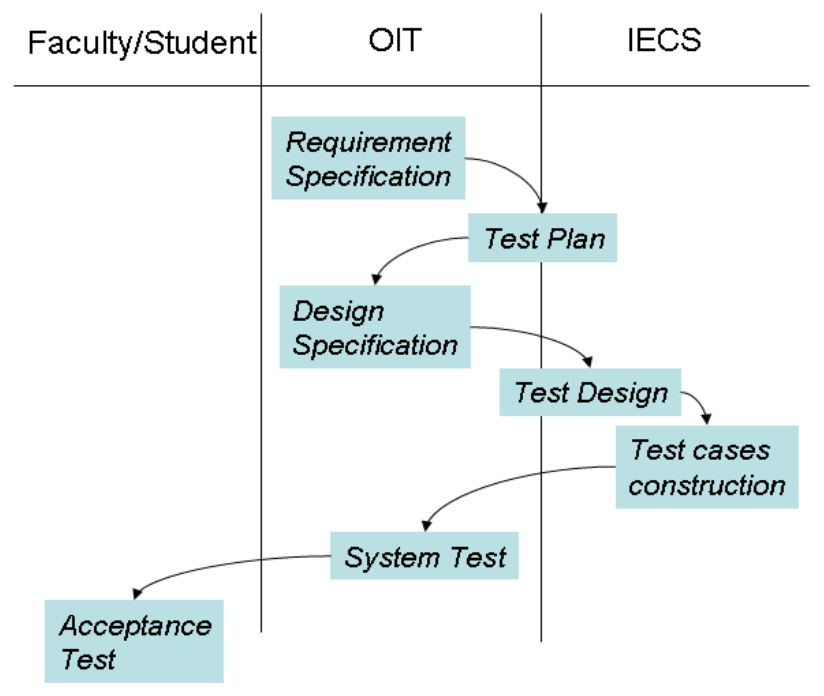 Faculty/Student
OIT
IECS
Requirement
Specification
Test Plan
Design
Specification
Test Design
Test cases
construction
System Test
Acceptance
Test